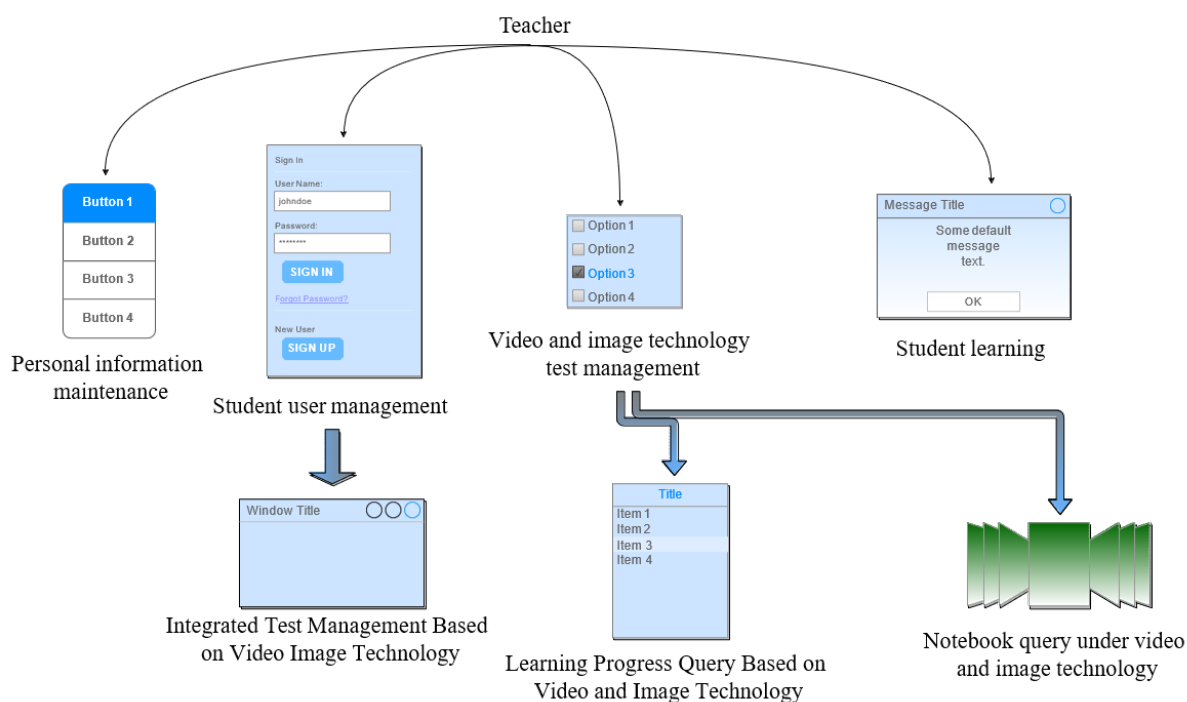 Teacher
Button 1
Button 2
Button 3
Button 4
Personal information
maintenance
Sign In
User Name:
johndoe
Password:
********
SIGN IN
Forgot Password?
New User
SIGN UP
Student user management
Option 1
Option 2
Option 3
Option 4
Video and image technology
test management
Message Title
Some default
message
text.
OK
Student learning
Window Title
Integrated Test Management Based
on Video Image Technology
Title
Item 1
Item 2
Item 3
Item 4
Learning Progress Query Based on
Video and Image Technology
Notebook query under video
and image technology